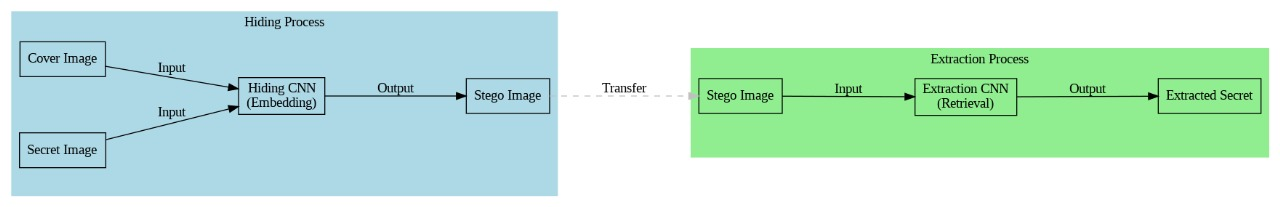 Hiding Process
Cover Image
Input
Hiding CNN
(Embedding)
Output
Stego Image
Input
Secret Image
Transfer
Extraction Process
Stego Image
Input
Extraction CNN
(Retrieval)
Output
Extracted Secret